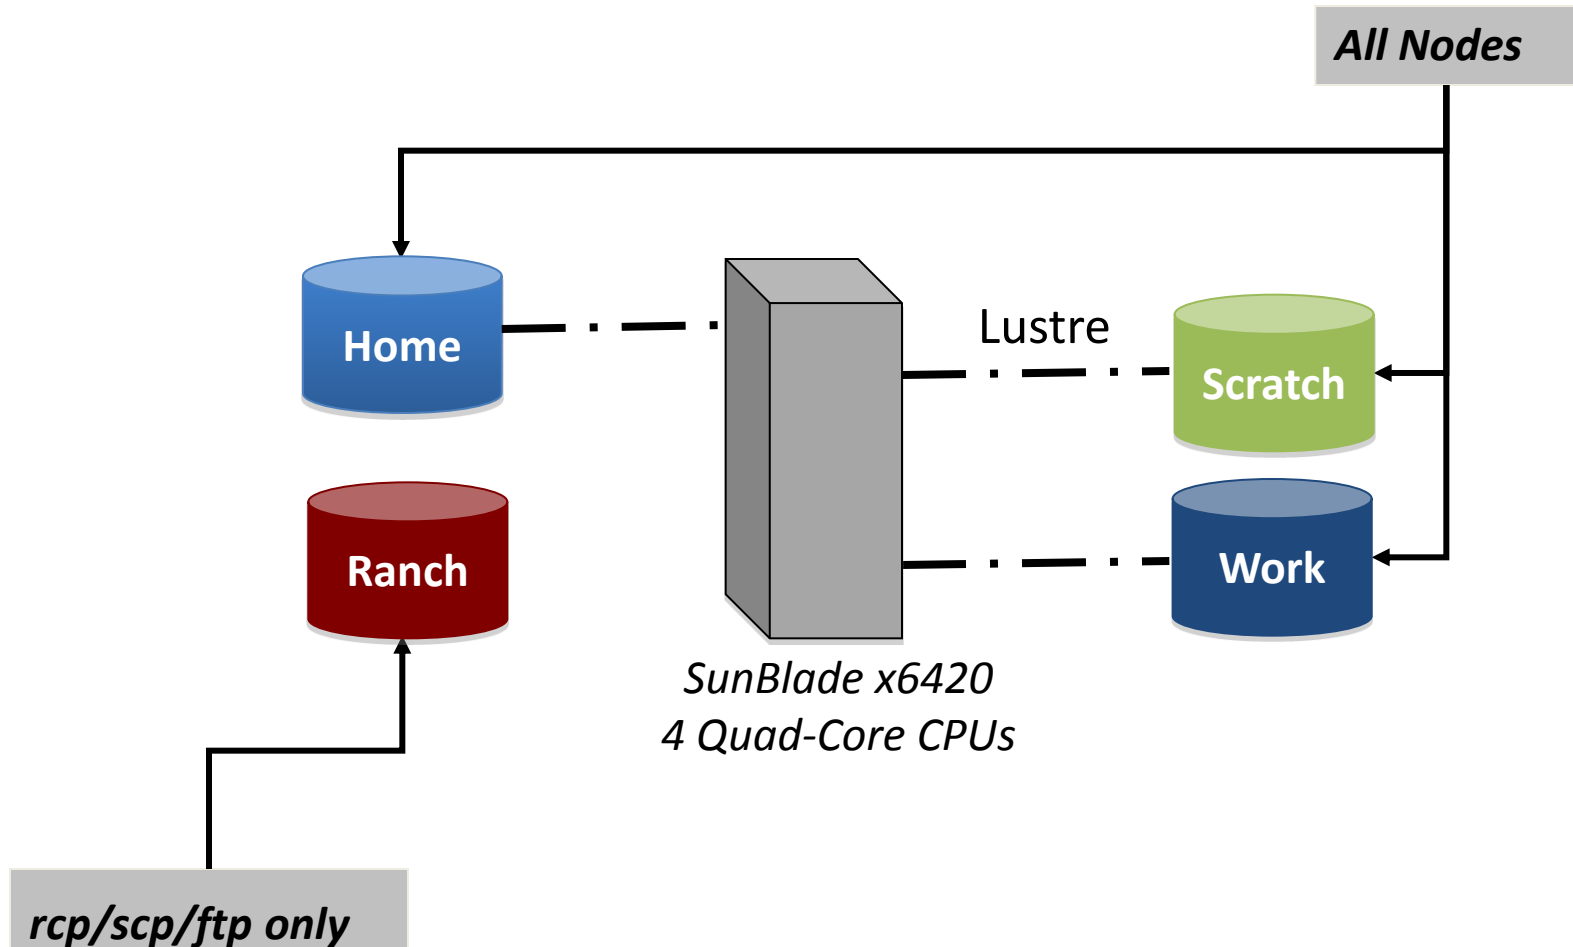 All Nodes
Home
Lustre
Scratch
Ranch
Work
SunBlade x6420
4 Quad-Core CPUs
rcp/scp/ftp only